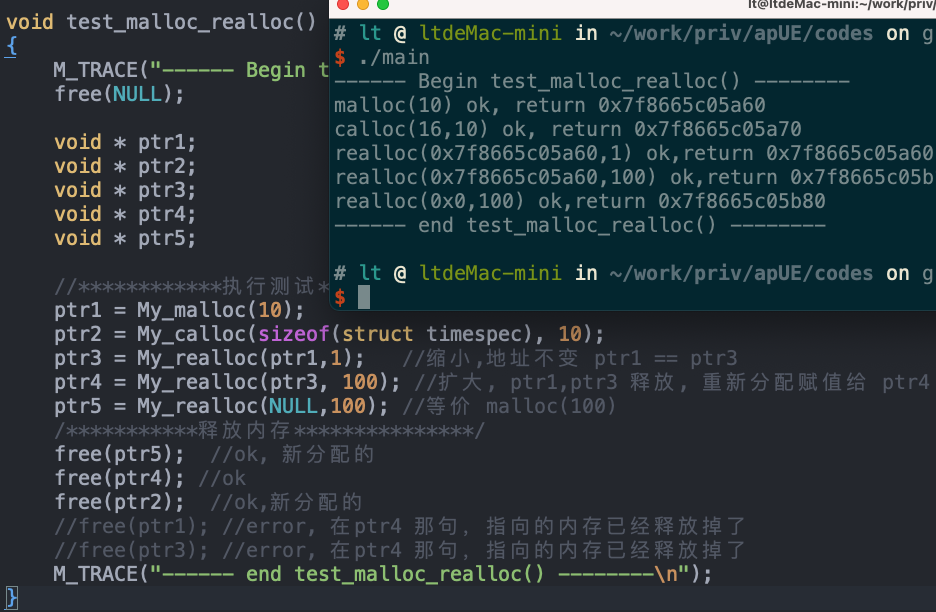 void test_malloc_realloc()
{
M_TRACE("------ Begin t
free(NULL);
void * ptr1;
void * ptr2;
void * ptr3;
void * ptr4;
void * ptr5;
//************执行测试*
ptr1 = My_malloc(10);
ptr2 = My_calloc(sizeof(struct timespec), 10);
ptr3 = My_realloc(ptr1,1); //缩小,地址不变 ptr1 == ptr3
ptr4 = My_realloc(ptr3, 100); //扩大, ptr1,ptr3 释放, 重新分配赋值给 ptr4
ptr5 = My_realloc(NULL,100); //等价 malloc(100)
/***********释放内存***************/
free(ptr5); //ok, 新分配的
free(ptr4); //ok
free(ptr2); //ok,新分配的
//free(ptr1); //error, 在ptr4 那句, 指向的内存已经释放掉了
//free(ptr3); //error, 在ptr4 那句, 指向的内存已经释放掉了
M_TRACE("------ end test_malloc_realloc() --------\n");
}
lt@ltdeMac-mini:~/work/priv/
# lt @ ltdeMac-mini in ~/work/priv/apUE/codes on g
$ ./main
------ Begin test_malloc_realloc() --------
malloc(10) ok, return 0x7f8665c05a60
calloc(16,10) ok, return 0x7f8665c05a70
realloc(0x7f8665c05a60,1) ok,return 0x7f8665c05a60
realloc(0x7f8665c05a60,100) ok,return 0x7f8665c05b
realloc(0x0,100) ok,return 0x7f8665c05b80
------ end test_malloc_realloc() --------
# lt @ ltdeMac-mini in ~/work/priv/apUE/codes on g
$